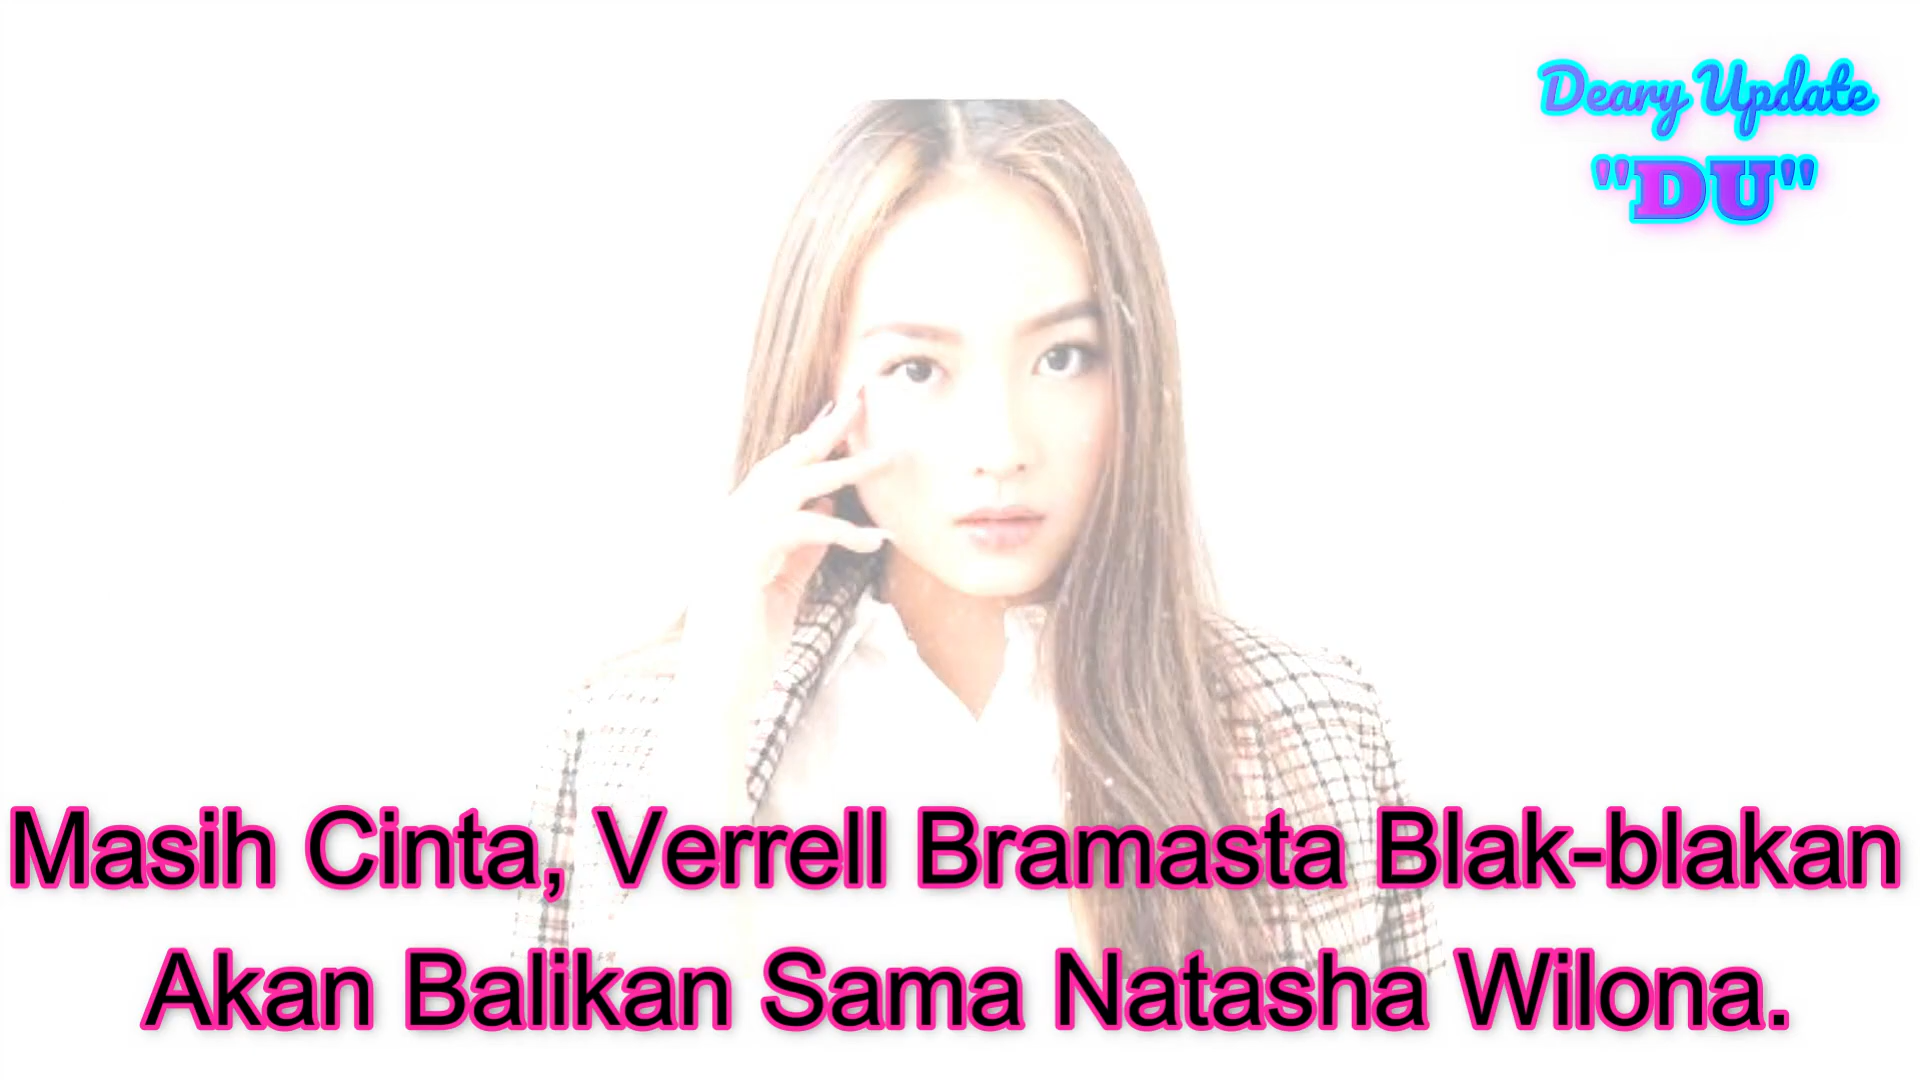 Deary Update
"DU"
Masih Cinta, Verrell Bramasta Blak-blakan
Akan Balikan Sama Natasha Wilona.